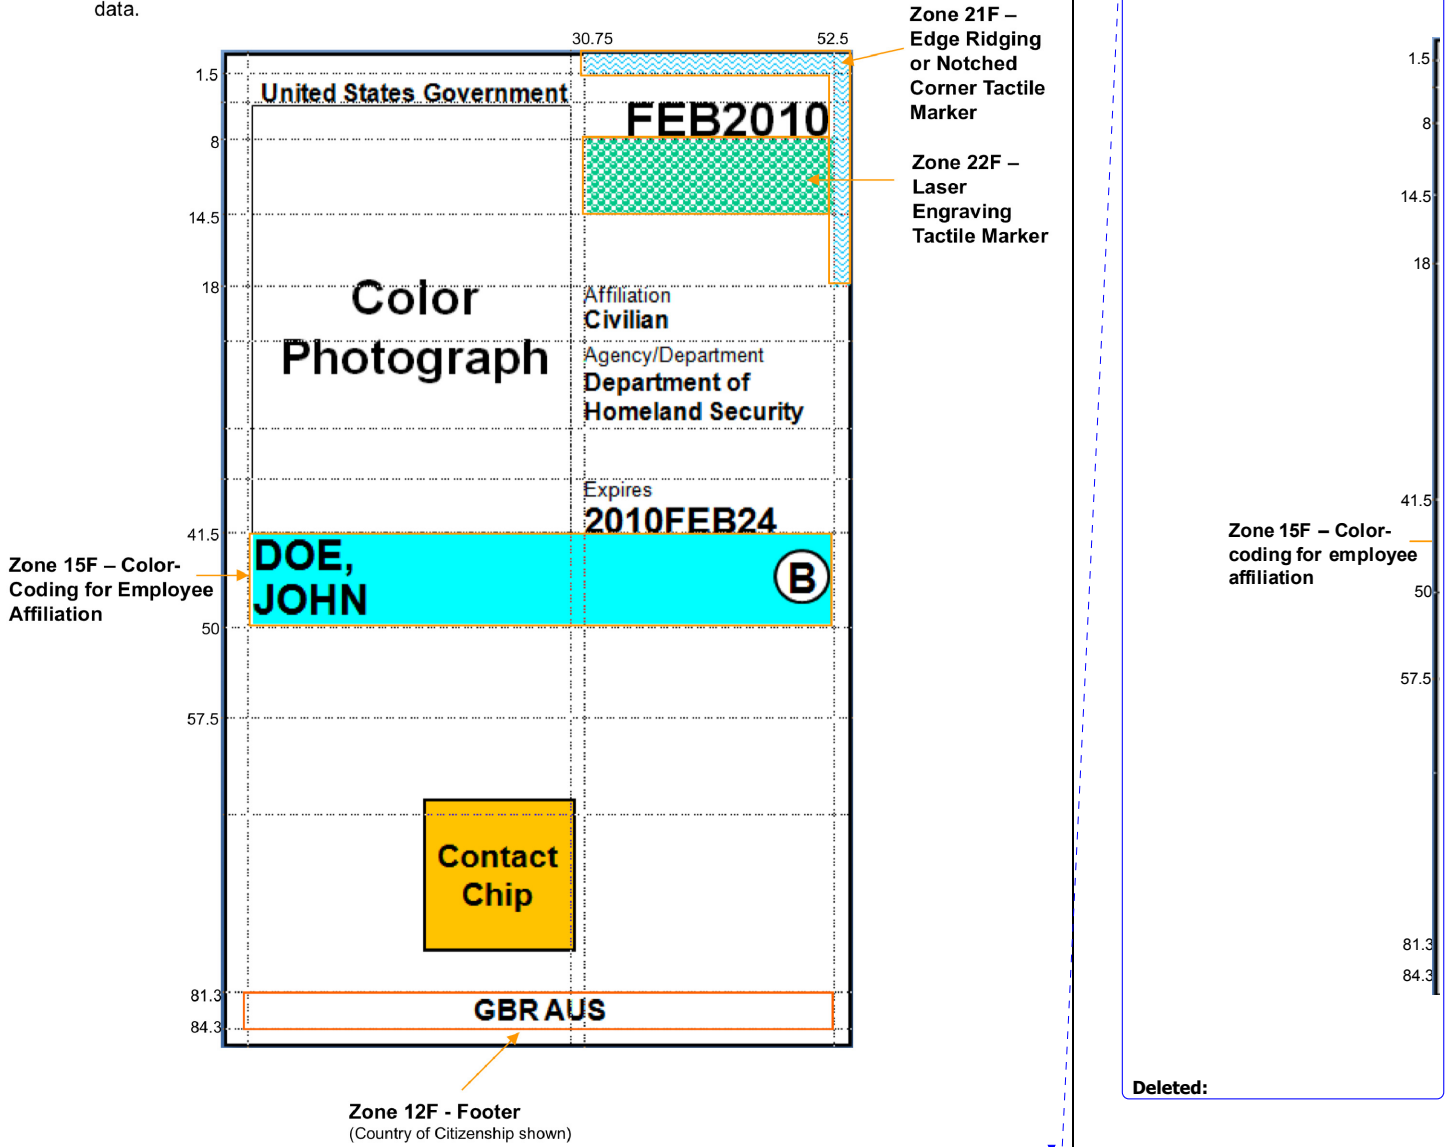 data.
30.75
52.5
Zone 21F –
Edge Ridging
or Notched
Corner Tactile
Marker
1.5
United States Government
FEB2010
8
Zone 22F –
Laser
Engraving
Tactile Marker
14.5
18
Color
Photograph
Affiliation
Civilian
Agency/Department
Department of
Homeland Security
Expires
2010FEB24
41.5
Zone 15F – Color-
Coding for Employee
Affiliation
DOE,
JOHN
B
50
57.5
Contact
Chip
81.3
GBR AUS
84.3
Zone 12F - Footer
(Country of Citizenship shown)
1.5
8
14.5
18
41.5
Zone 15F – Color-
coding for employee
affiliation
50
57.5
81.3
84.3
Deleted: